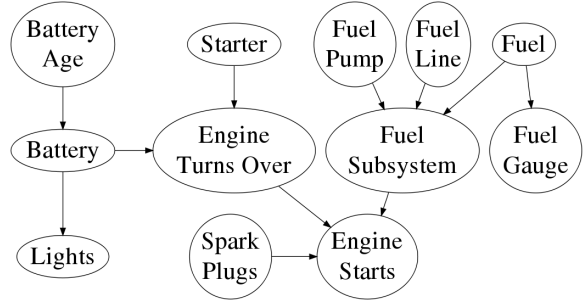 Battery
Age
Starter
Fuel
Pump
Fuel
Line
Fuel
Battery
Engine
Turns Over
Fuel
Subsystem
Fuel
Gauge
Lights
Spark
Plugs
Engine
Starts